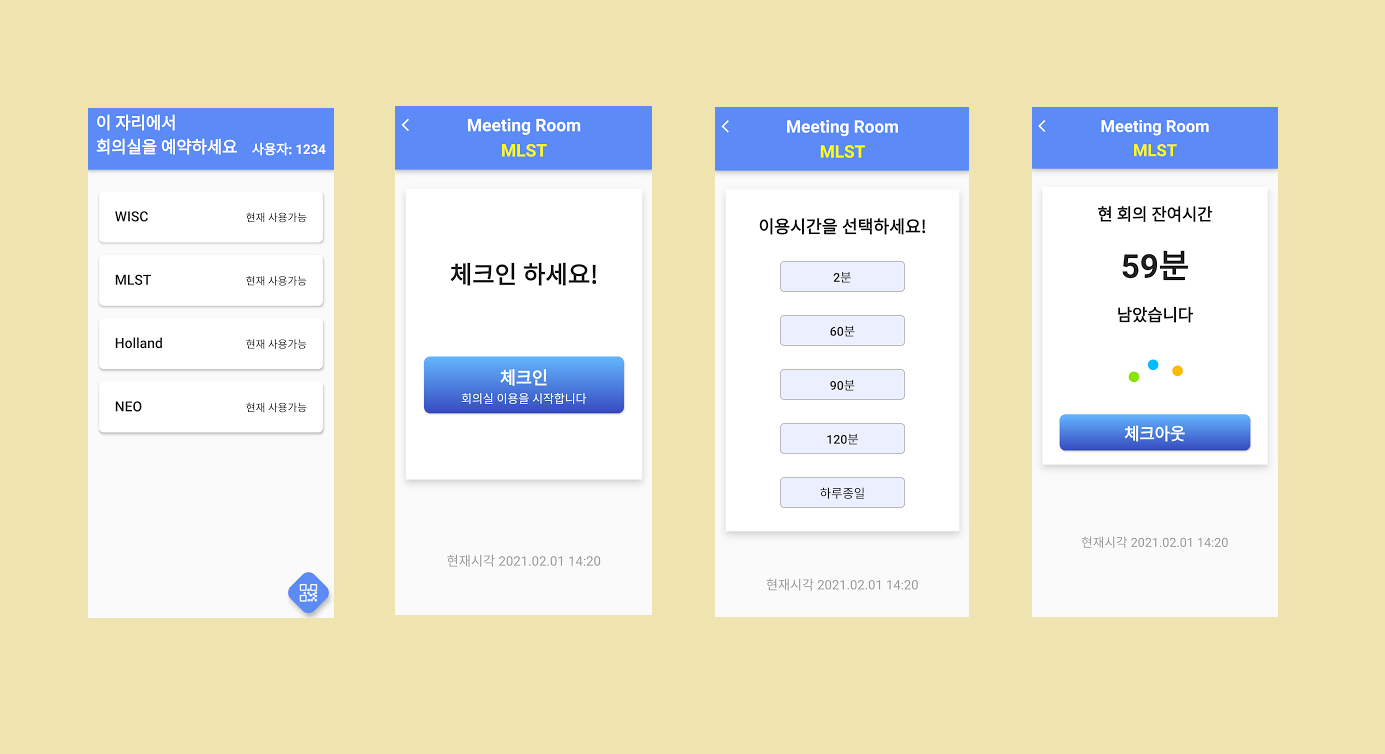 이 자리에서
회의실을 예약하세요 사용자: 1234
WISC 현재 사용가능
MLST 현재 사용가능
Holland 현재 사용가능
NEO 현재 사용가능
Meeting Room
MLST
체크인 하세요!
체크인
회의실 이용을 시작합니다
현재시각 2021.02.01 14:20
Meeting Room
MLST
이용시간을 선택하세요!
2분
60분
90분
120분
하루종일
현재시각 2021.02.01 14:20
Meeting Room
MLST
현 회의 잔여시간
59분
남았습니다
체크아웃
현재시각 2021.02.01 14:20